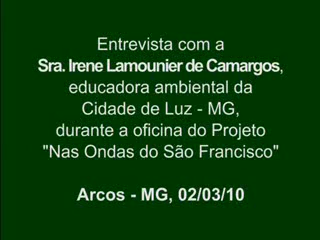 Entrevista com a
Sra. Irene Lamounier de Camargos,
educadora ambiental da
Cidade de Luz - MG,
durante a oficina do Projeto
"Nas Ondas do São Francisco"
Arcos - MG, 02/03/10